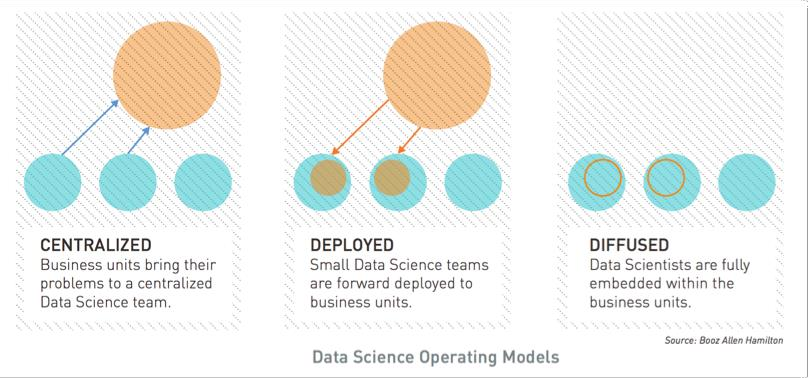 CENTRALIZED
Business units bring their
problems to a centralized
Data Science team.
DEPLOYED
Small Data Science teams
are forward deployed to
business units.
DIFFUSED
Data Scientists are fully
embedded within the
business units.
Source: Booz Allen Hamilton
Data Science Operating Models